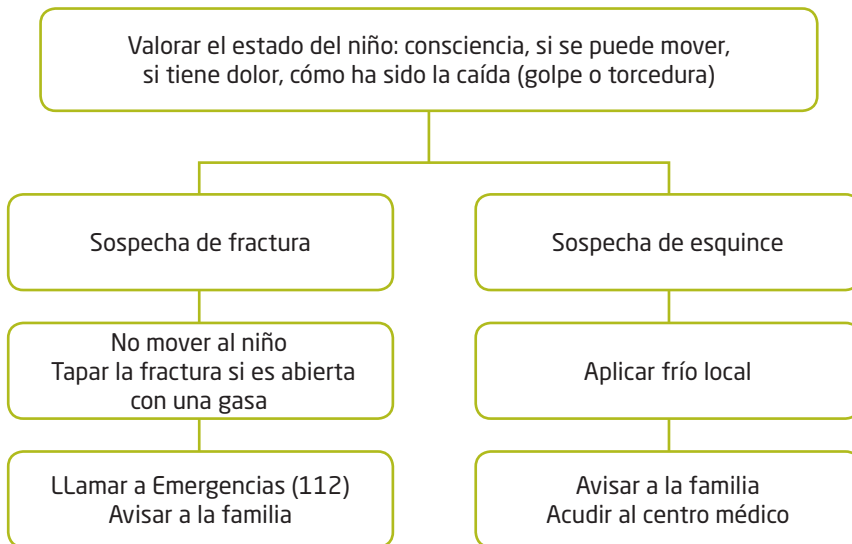 Valorar el estado del niño: consciencia, si se puede mover,
si tiene dolor, cómo ha sido la caída (golpe o torcedura)
Sospecha de fractura
Sospecha de esquince
No mover al niño
Tapar la fractura si es abierta
con una gasa
Aplicar frío local
LLamar a Emergencias (112)
Avisar a la familia
Avisar a la familia
Acudir al centro médico